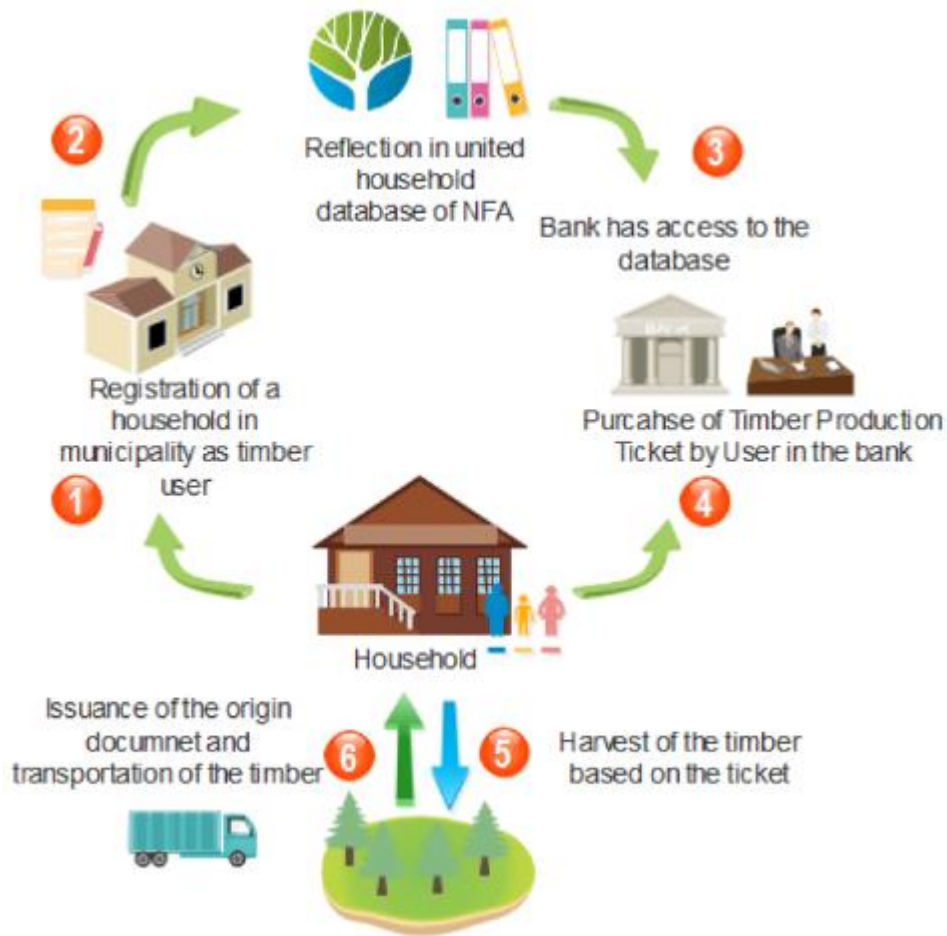 2
Reflection in united
household
database of NFA
3
Bank has access to the
database
Registration of a
household in
municipality as timber
user
1
Purcahse of Timber Production
Ticket by User in the bank
4
Household
Issuance of the origin
documnet and
transportation of the timber
6
5
Harvest of the timber
based on the ticket